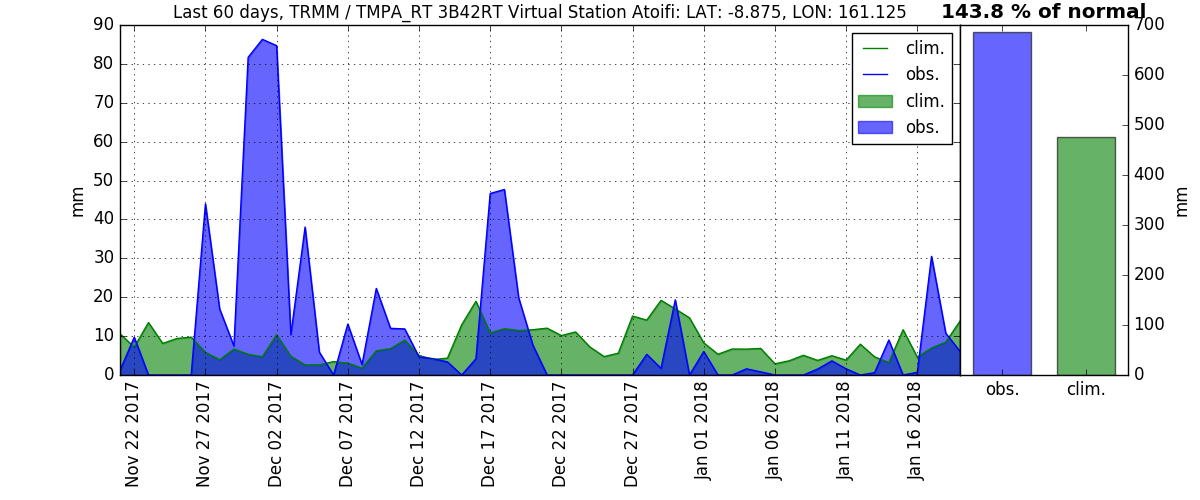 Last 60 days, TRMM / TMPA_RT 3B42RT Virtual Station Atoifi: LAT: -8.875, LON: 161.125
143.8 % of normal
90
80
70
60
50
40
30
20
10
0
mm
clim.
obs.
clim.
obs.
Nov 22 2017
Nov 27 2017
Dec 02 2017
Dec 07 2017
Dec 12 2017
Dec 17 2017
Dec 22 2017
Dec 27 2017
Jan 01 2018
Jan 06 2018
Jan 11 2018
Jan 16 2018
700
600
500
400
300
200
100
0
mm
obs.
clim.